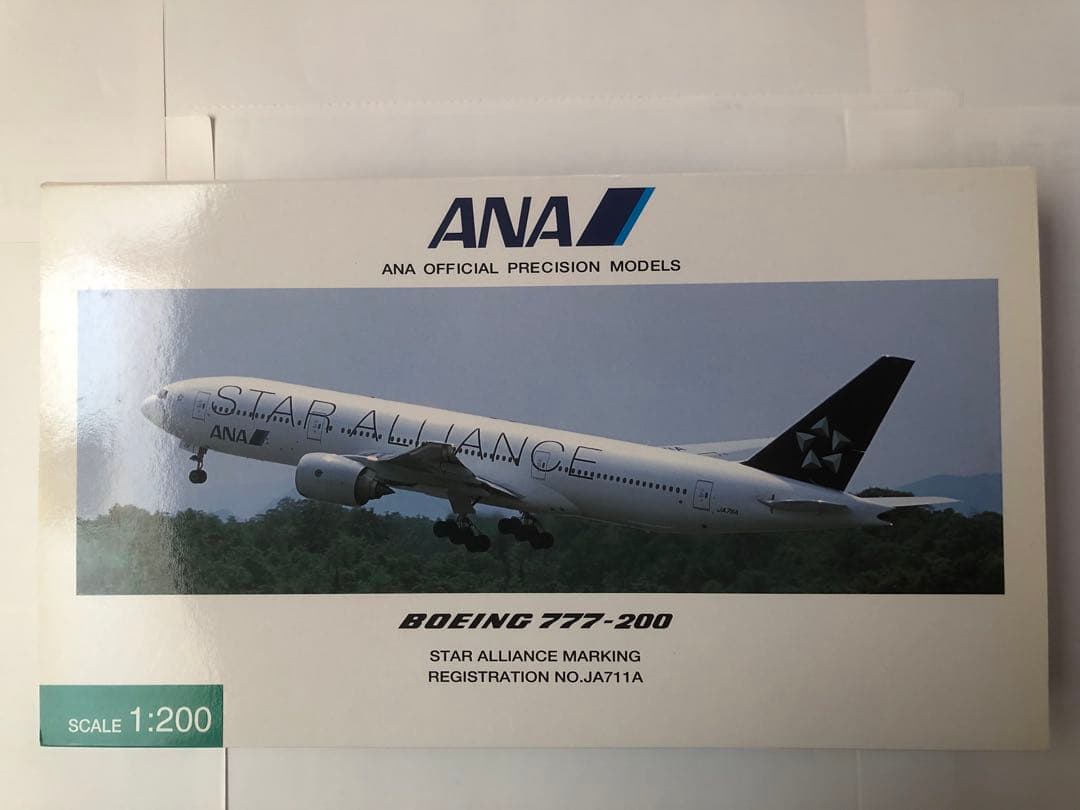 ANA
ANA OFFICIAL PRECISION MODELS
STAR ALLIANCE
ANA
JA711A
BOEING 777-200
STAR ALLIANCE MARKING
REGISTRATION NO.JA711A
SCALE 1:200